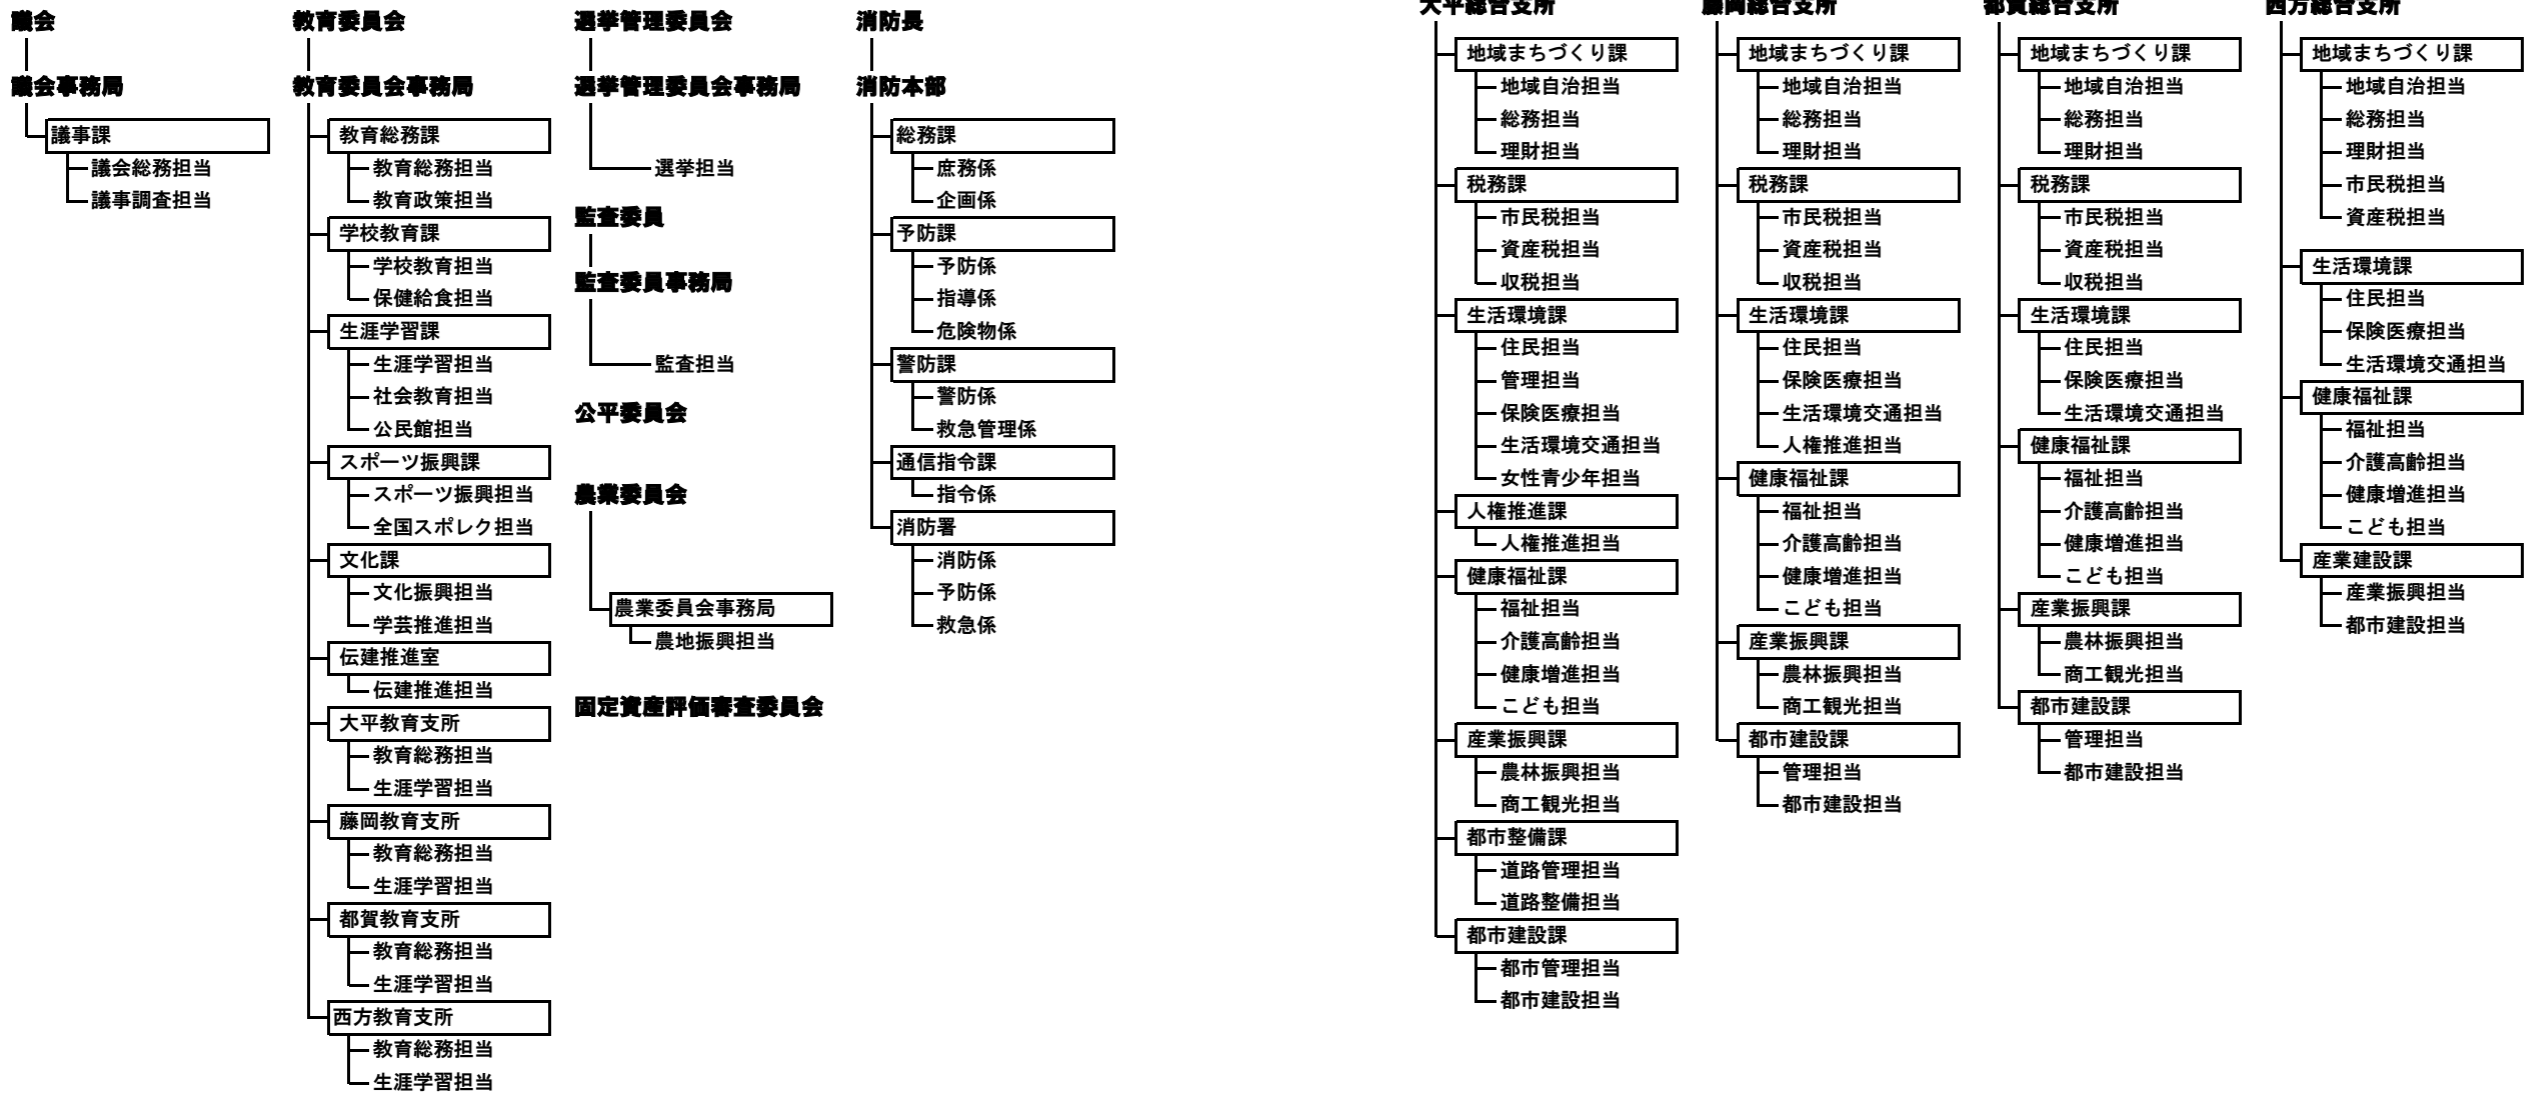 議会
議会事務局
議事課
議会総務担当
議事調査担当
教育委員会
教育委員会事務局
教育総務課
教育総務担当
教育政策担当
学校教育課
学校教育担当
保健給食担当
生涯学習課
生涯学習担当
社会教育担当
公民館担当
スポーツ振興課
スポーツ振興担当
全国スポレク担当
文化課
文化振興担当
学芸推進担当
伝建推進室
伝建推進担当
大平教育支所
教育総務担当
生涯学習担当
藤岡教育支所
教育総務担当
生涯学習担当
都賀教育支所
教育総務担当
生涯学習担当
西方教育支所
教育総務担当
生涯学習担当
選挙管理委員会
選挙管理委員会事務局
選挙担当
監査委員
監査委員事務局
監査担当
公平委員会
農業委員会
農業委員会事務局
農地振興担当
固定資産評価審査委員会
消防長
消防本部
総務課
庶務係
企画係
予防課
予防係
指導係
危険物係
警防課
警防係
救急管理係
通信指令課
指令係
消防署
消防係
予防係
救急係
大平総合支所
地域まちづくり課
地域自治担当
総務担当
理財担当
税務課
市民税担当
資産税担当
収税担当
生活環境課
住民担当
管理担当
保険医療担当
生活環境交通担当
女性青少年担当
人権推進課
人権推進担当
健康福祉課
福祉担当
介護高齢担当
健康増進担当
こども担当
産業振興課
農林振興担当
商工観光担当
都市整備課
道路管理担当
道路整備担当
都市建設課
都市管理担当
都市建設担当
藤岡総合支所
地域まちづくり課
地域自治担当
総務担当
理財担当
税務課
市民税担当
資産税担当
収税担当
生活環境課
住民担当
保険医療担当
生活環境交通担当
人権推進担当
健康福祉課
福祉担当
介護高齢担当
健康増進担当
こども担当
産業振興課
農林振興担当
商工観光担当
都市建設課
管理担当
都市建設担当
都賀総合支所
地域まちづくり課
地域自治担当
総務担当
理財担当
税務課
市民税担当
資産税担当
収税担当
生活環境課
住民担当
保険医療担当
生活環境交通担当
健康福祉課
福祉担当
介護高齢担当
健康増進担当
こども担当
産業振興課
農林振興担当
商工観光担当
都市建設課
管理担当
都市建設担当
西方総合支所
地域まちづくり課
地域自治担当
総務担当
理財担当
市民税担当
資産税担当
生活環境課
住民担当
保険医療担当
生活環境交通担当
健康福祉課
福祉担当
介護高齢担当
健康増進担当
こども担当
産業建設課
産業振興担当
都市建設担当